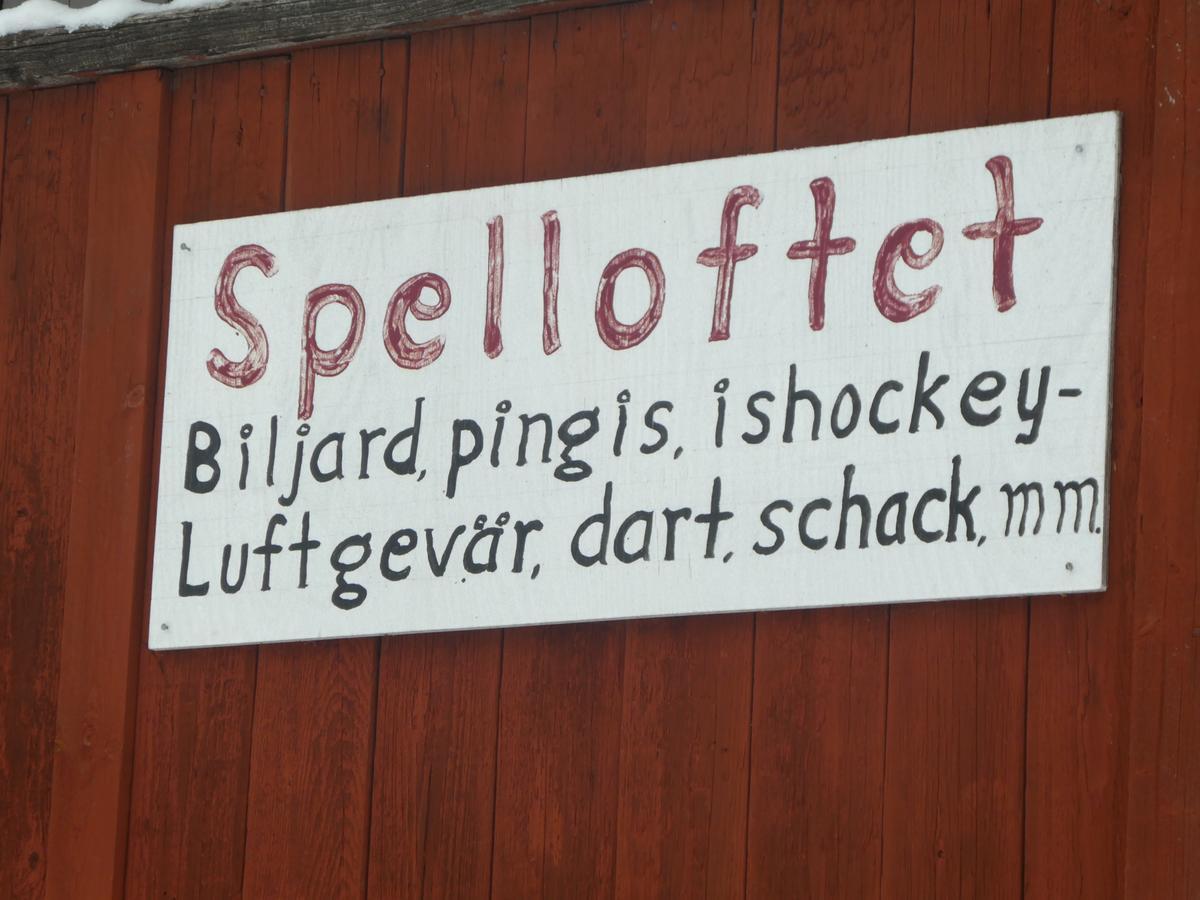 Spelloftet
Biljard, pingis, ishockey-
Luftgevär, dart, schack, mm.